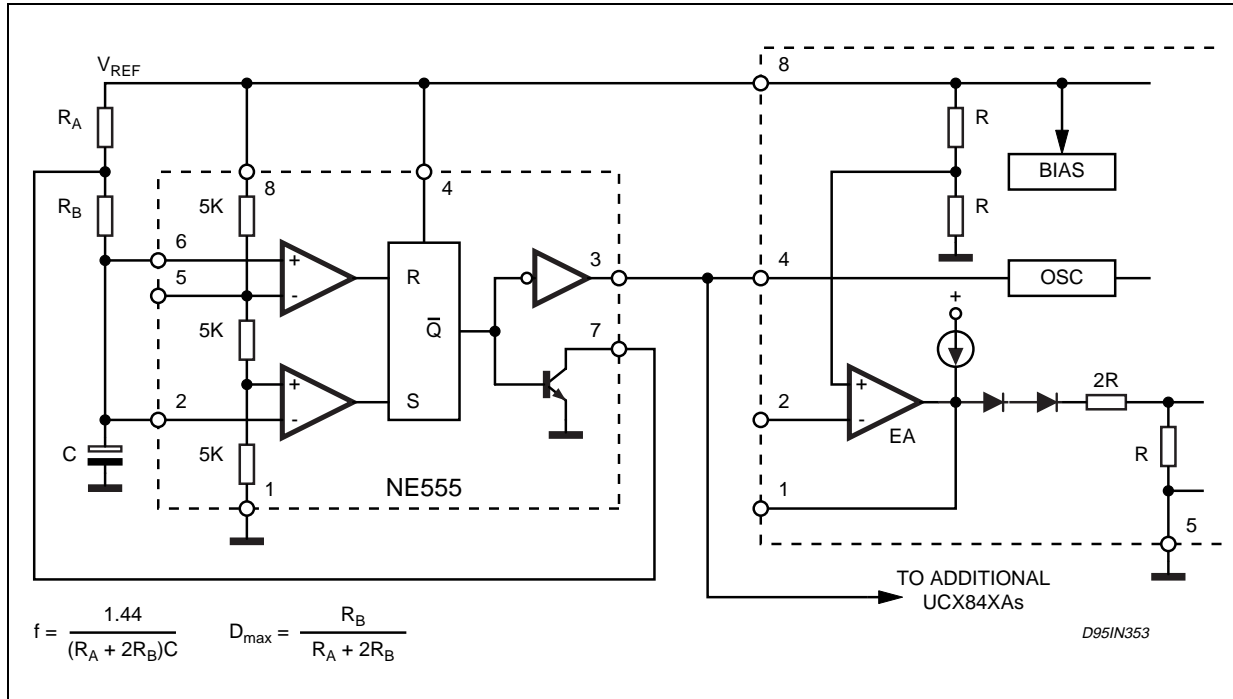 V_REF
8
R_A
R
8
4
BIAS
R_B
5K
R
6
3
4
5
R
OSC
+
-
Q̅
+
5K
7
+
2R
2
S
2
+
-
-
EA
C
5K
R
1
NE555
1
5
TO ADDITIONAL
UCX84XAs
f = 1.44 / (R_A + 2R_B)C
D_max = R_B / R_A + 2R_B
D95IN353